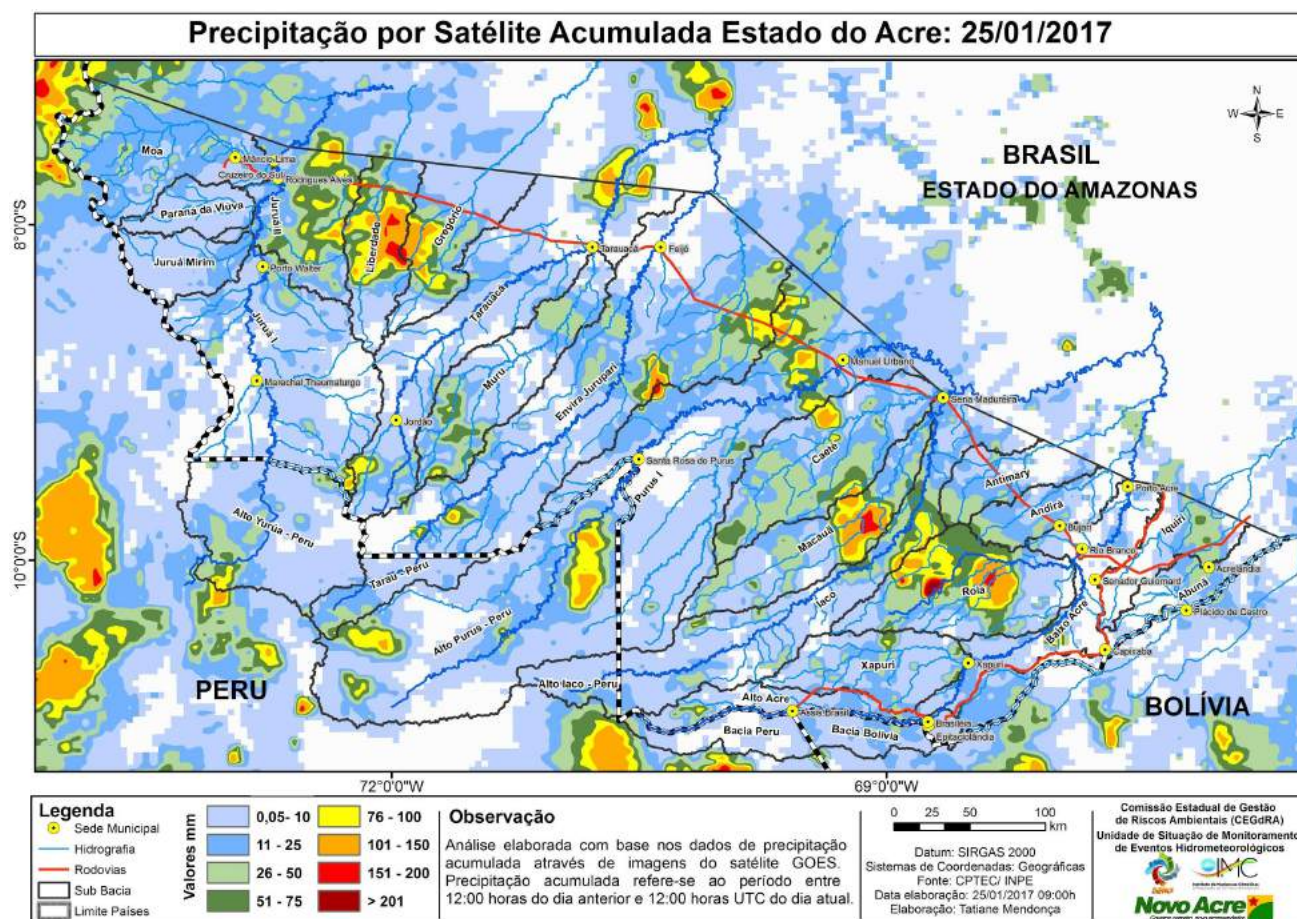 Precipitação por Satélite Acumulada Estado do Acre: 25/01/2017
N
W E
S
BRASIL
ESTADO DO AMAZONAS
PERU
BOLÍVIA
8°0'0"S
10°0'0"S
72°0'0"W
69°0'0"W
Moa
Mâncio Lima
Cruzeiro do Sul
Rodrigues Alves
Paraná da Viúva
Juruá II
Liberdade
Gregório
Juruá Mirim
Porto Walter
Tarauacá
Feijó
Tarauacá
Juruá I
Marechal Thaumaturgo
Muru
Envira Jurupari
Manuel Urbano
Jordão
Sena Madureira
Caeté
Santa Rosa do Purus
Purus I
Antimary
Porto Acre
Alto Yurúa - Peru
Macauã
Andirá
Bujari
Iquiri
Rio Branco
Tarau - Peru
Senador Guiomard
Acrelândia
Iaco
Rola
Abunã
Plácido de Castro
Alto Purus - Peru
Baixo Acre
Capixaba
Xapuri
Xapuri
Alto Iaco - Peru
Alto Acre
Assis Brasil
Brasiléia
Epitaciolândia
Bacia Peru
Bacia Bolívia
Legenda
Sede Municipal
Hidrografia
Rodovias
Sub Bacia
Limite Países
Valores mm
0,05- 10
11 - 25
26 - 50
51 - 75
76 - 100
101 - 150
151 - 200
> 201
Observação
Análise elaborada com base nos dados de precipitação
acumulada através de imagens do satélite GOES.
Precipitação acumulada refere-se ao período entre
12:00 horas do dia anterior e 12:00 horas UTC do dia atual.
0 25 50 100
km
Datum: SIRGAS 2000
Sistemas de Coordenadas: Geográficas
Fonte: CPTEC/ INPE
Data elaboração: 25/01/2017 09:00h
Elaboração: Tatiane Mendonça
Comissão Estadual de Gestão
de Riscos Ambientais (CEGdRA)
Unidade de Situação de Monitoramento
de Eventos Hidrometeorológicos
IMC
Novo Acre